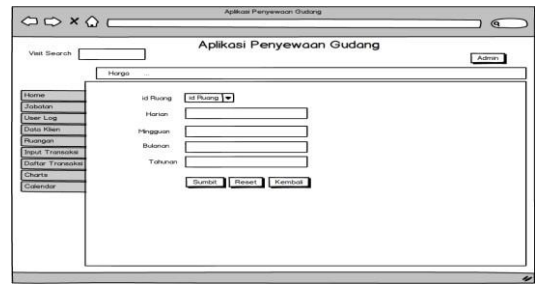 Aplikasi Penyewaan Gudang
Aplikasi Penyewaan Gudang
Visit Search
Admin
Harga ...
Home
Jabatan
User Log
Data Klien
Ruangan
Input Transaksi
Daftar Transaksi
Charts
Calendar
id Ruang id Ruang
Harian
Mingguan
Bulanan
Tahunan
Sumbit Reset Kembali